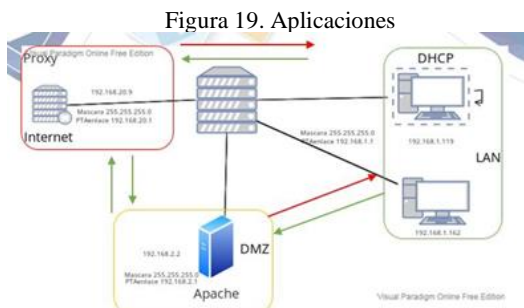 Figura 19. Aplicaciones
Visual Paradigm Online Free Edition
Proxy
192.168.20.9
Mascara 255.255.255.0
PTAenlace 192.168.20.1
Internet
DHCP
Mascara 255.255.255.0
PTAenlace 192.168.1.1
192.168.1.119
LAN
192.168.1.162
192.168.2.2
DMZ
Mascara 255.255.255.0
PTAenlace 192.168.2.1
Apache
Visual Paradigm Online Free Edition